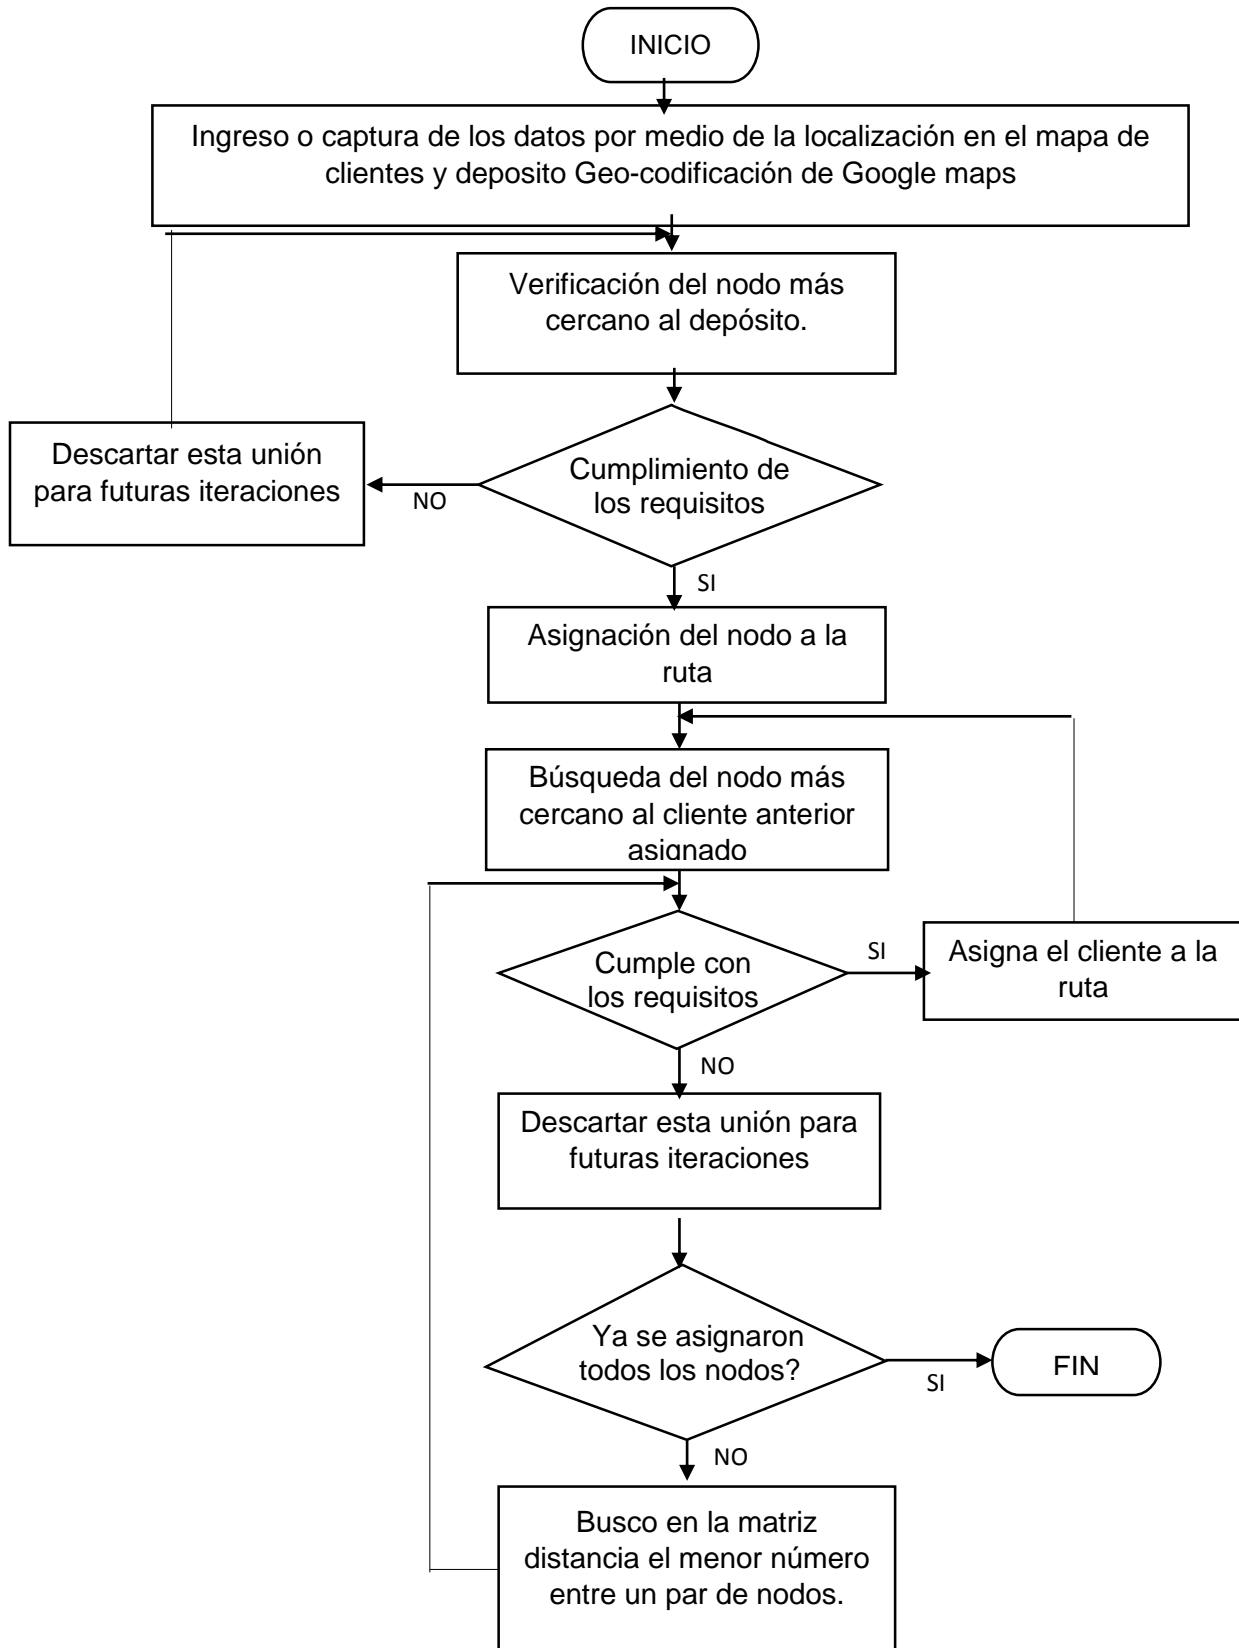 INICIO
Ingreso o captura de los datos por medio de la localización en el mapa de
clientes y deposito Geo-codificación de Google maps
Verificación del nodo más
cercano al depósito.
Descartar esta unión
para futuras iteraciones
NO
Cumplimiento de
los requisitos
SI
Asignación del nodo a la
ruta
Búsqueda del nodo más
cercano al cliente anterior
asignado
Cumple con
los requisitos
SI
Asigna el cliente a la
ruta
NO
Descartar esta unión para
futuras iteraciones
Ya se asignaron
todos los nodos?
SI
FIN
NO
Busco en la matriz
distancia el menor número
entre un par de nodos.